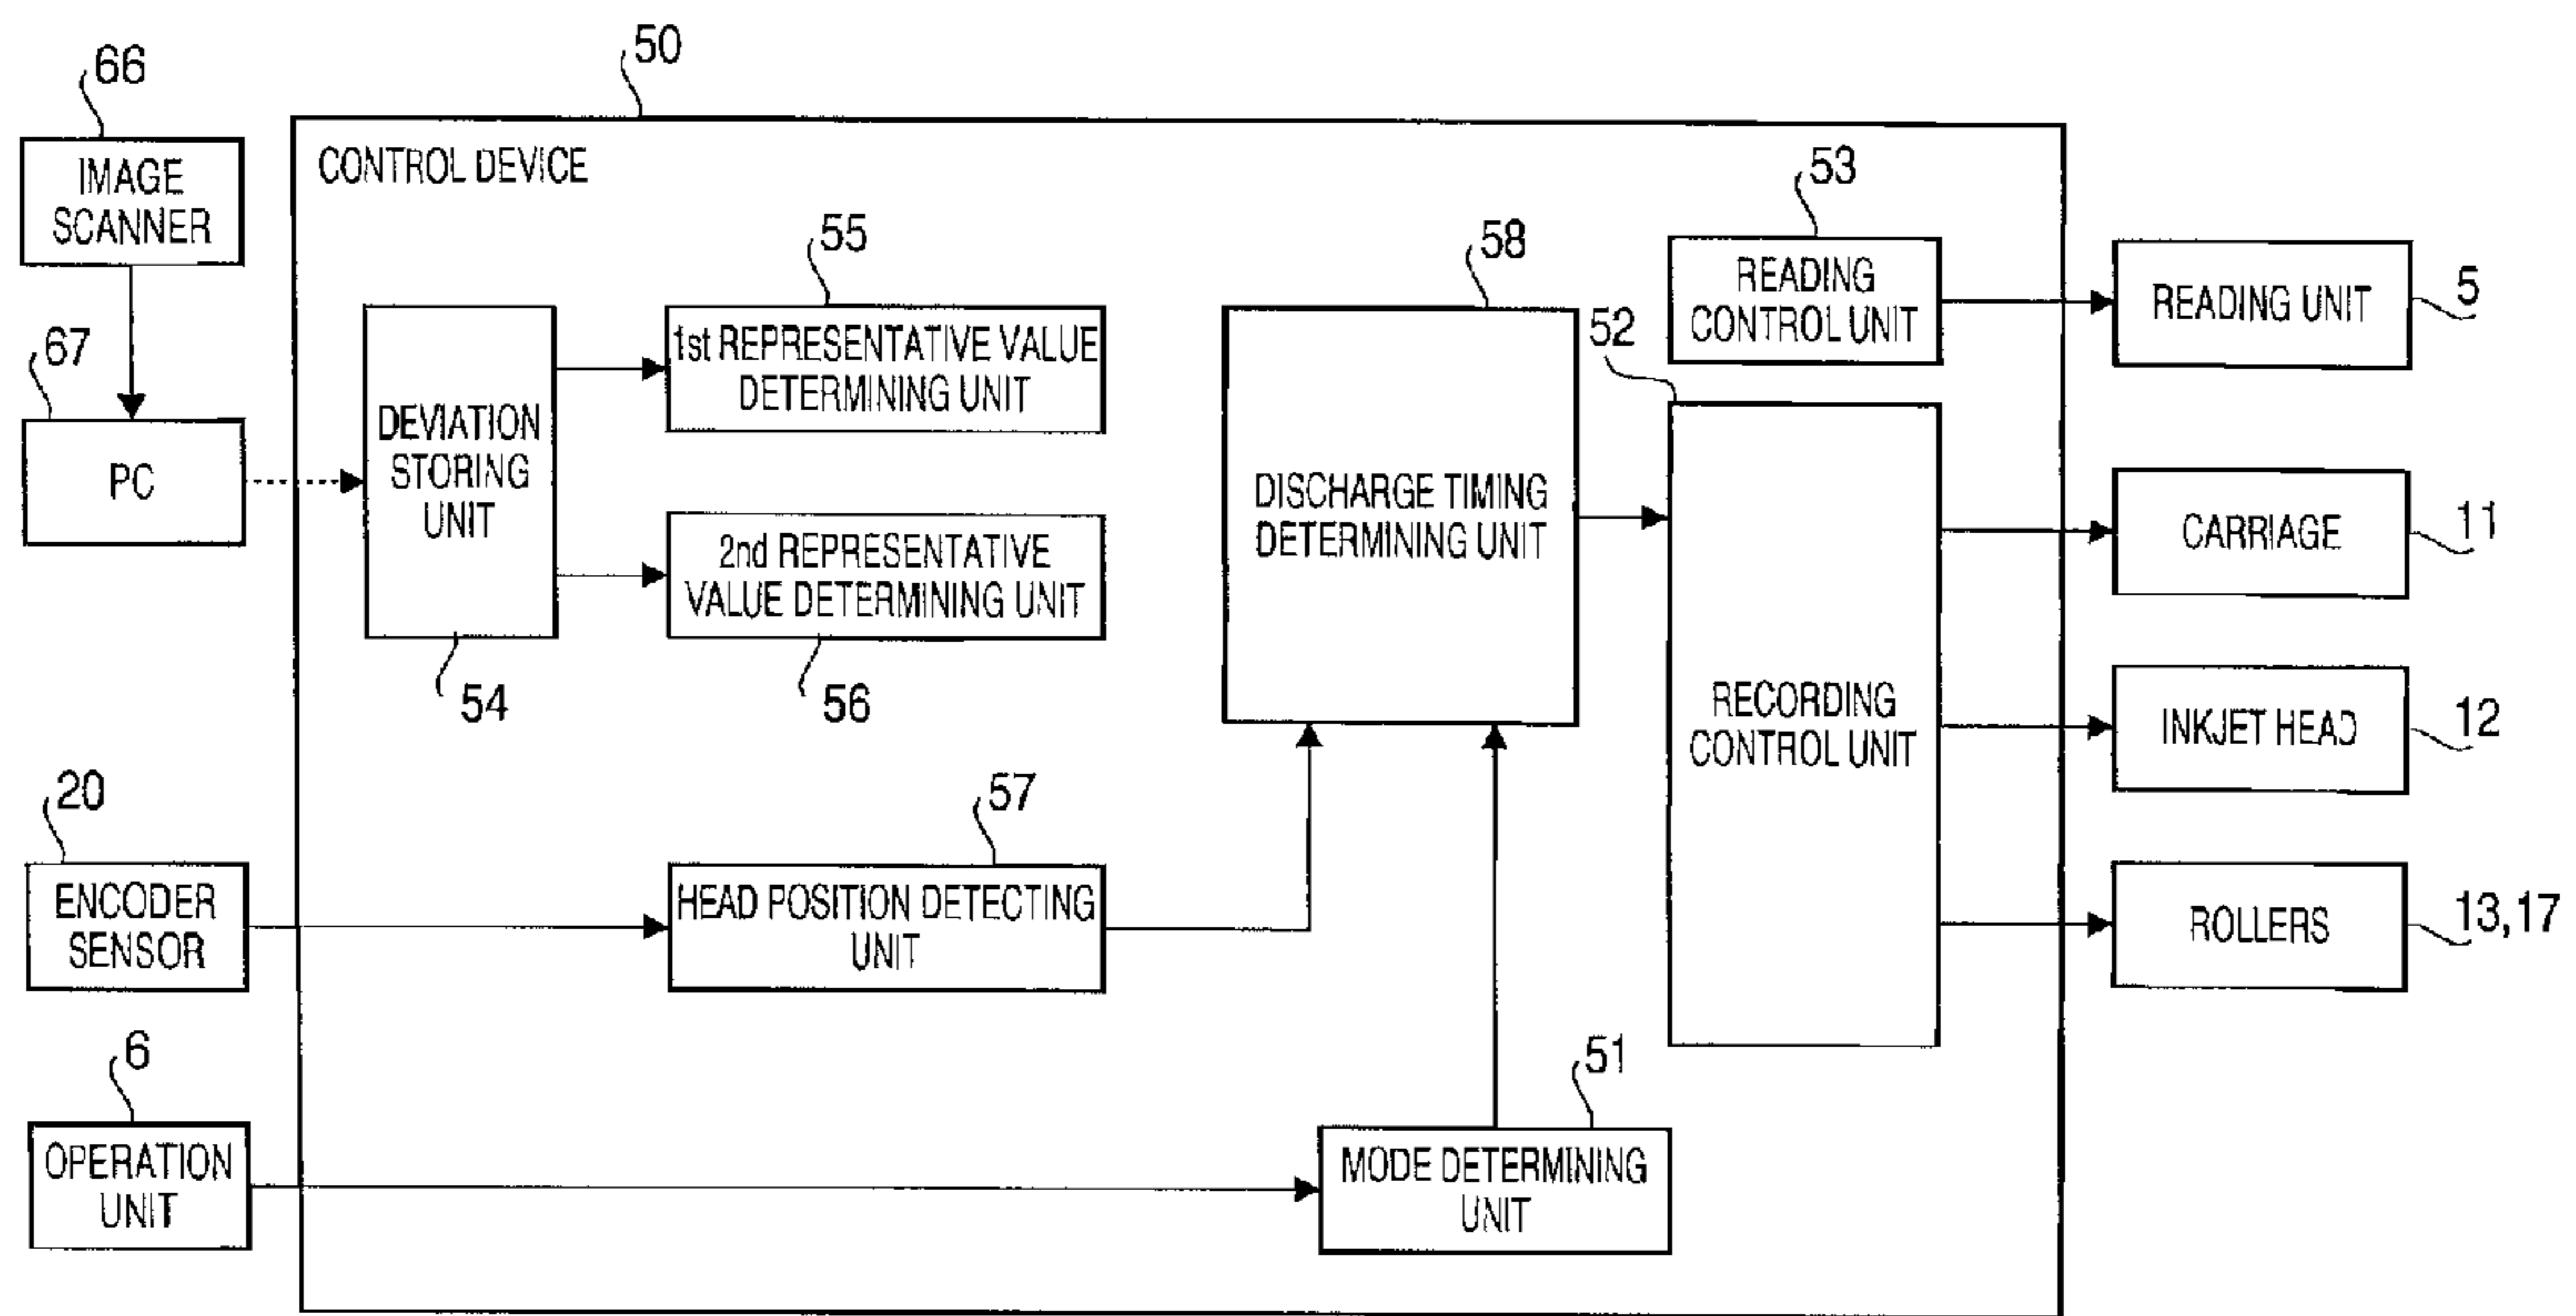 50
66
CONTROL DEVICE
IMAGE
SCANNER
53
55
58
READING
CONTROL UNIT
READING UNIT
5
52
67
1st REPRESENTATIVE VALUE
DETERMINING UNIT
DEVIATION
STORING
UNIT
PC
DISCHARGE TIMING
DETERMINING UNIT
CARRIAGE
11
2nd REPRESENTATIVE
VALUE DETERMINING UNIT
54
56
RECORDING
CONTROL UNIT
INKJET HEAD
12
20
57
ENCODER
SENSOR
HEAD POSITION DETECTING
UNIT
ROLLERS
13,17
6
51
OPERATION
UNIT
MODE DETERMINING
UNIT